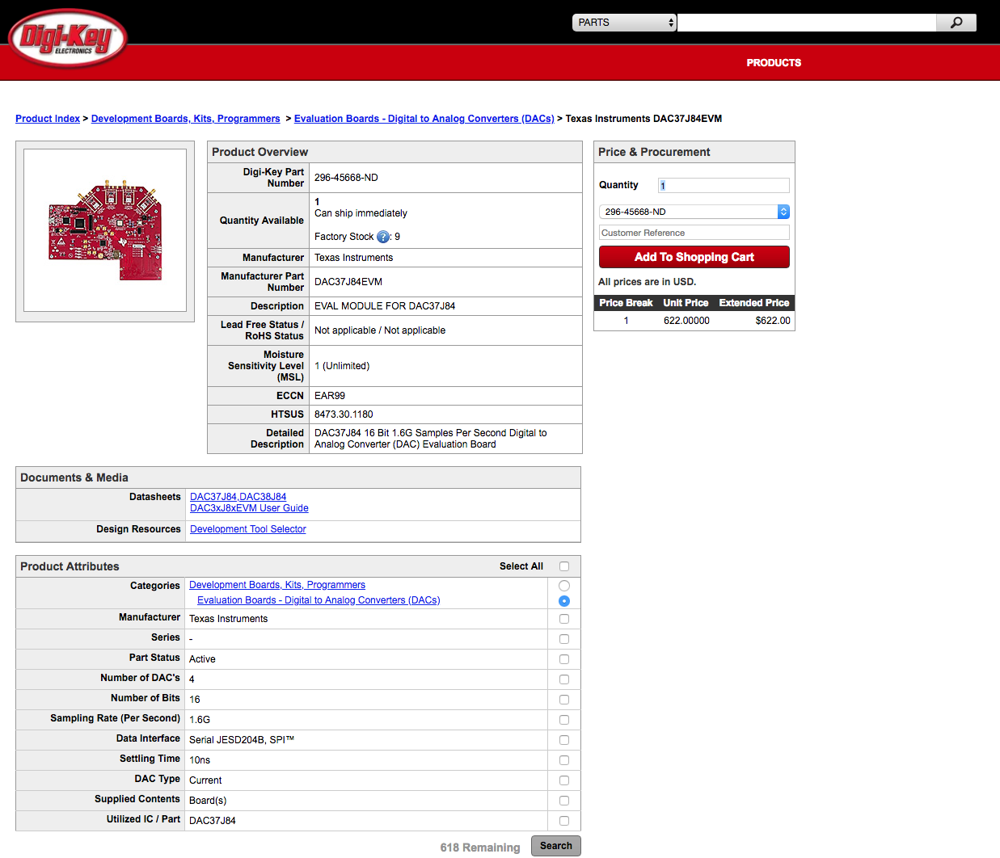 Digi-Key
ELECTRONICS
PARTS
PRODUCTS
Product Index > Development Boards, Kits, Programmers > Evaluation Boards - Digital to Analog Converters (DACs) > Texas Instruments DAC37J84EVM
Product Overview
Digi-Key Part Number 296-45668-ND
Quantity Available 1
Can ship immediately
Factory Stock ?: 9
Manufacturer Texas Instruments
Manufacturer Part Number DAC37J84EVM
Description EVAL MODULE FOR DAC37J84
Lead Free Status / RoHS Status Not applicable / Not applicable
Moisture Sensitivity Level (MSL) 1 (Unlimited)
ECCN EAR99
HTSUS 8473.30.1180
Detailed Description DAC37J84 16 Bit 1.6G Samples Per Second Digital to
Analog Converter (DAC) Evaluation Board
Price & Procurement
Quantity 1
296-45668-ND
Customer Reference
Add To Shopping Cart
All prices are in USD.
Price Break Unit Price Extended Price
1 622.00000 $622.00
Documents & Media
Datasheets DAC37J84,DAC38J84
DAC3xJ8xEVM User Guide
Design Resources Development Tool Selector
Product Attributes Select All
Categories Development Boards, Kits, Programmers
Evaluation Boards - Digital to Analog Converters (DACs)
Manufacturer Texas Instruments
Series -
Part Status Active
Number of DAC's 4
Number of Bits 16
Sampling Rate (Per Second) 1.6G
Data Interface Serial JESD204B, SPI™
Settling Time 10ns
DAC Type Current
Supplied Contents Board(s)
Utilized IC / Part DAC37J84
618 Remaining Search